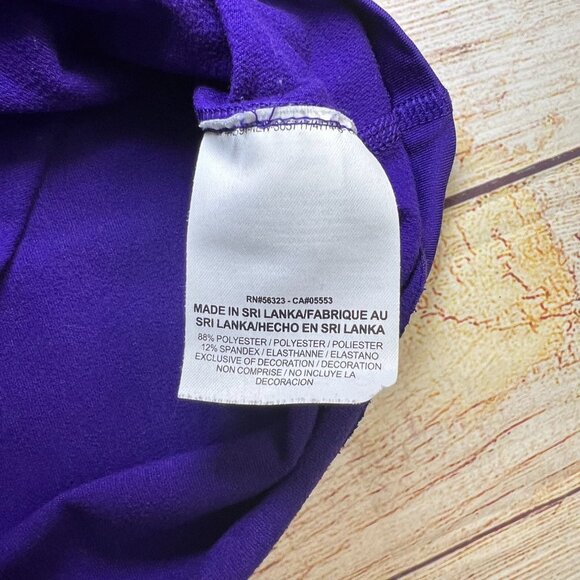 RN#56323 - CA#05553
MADE IN SRI LANKA/FABRIQUE AU
SRI LANKA/HECHO EN SRI LANKA
88% POLYESTER / POLYESTER / POLIESTER
12% SPANDEX / ELASTHANNE / ELASTANO
EXCLUSIVE OF DECORATION / DECORATION
NON COMPRISE / NO INCLUYE LA
DECORACION